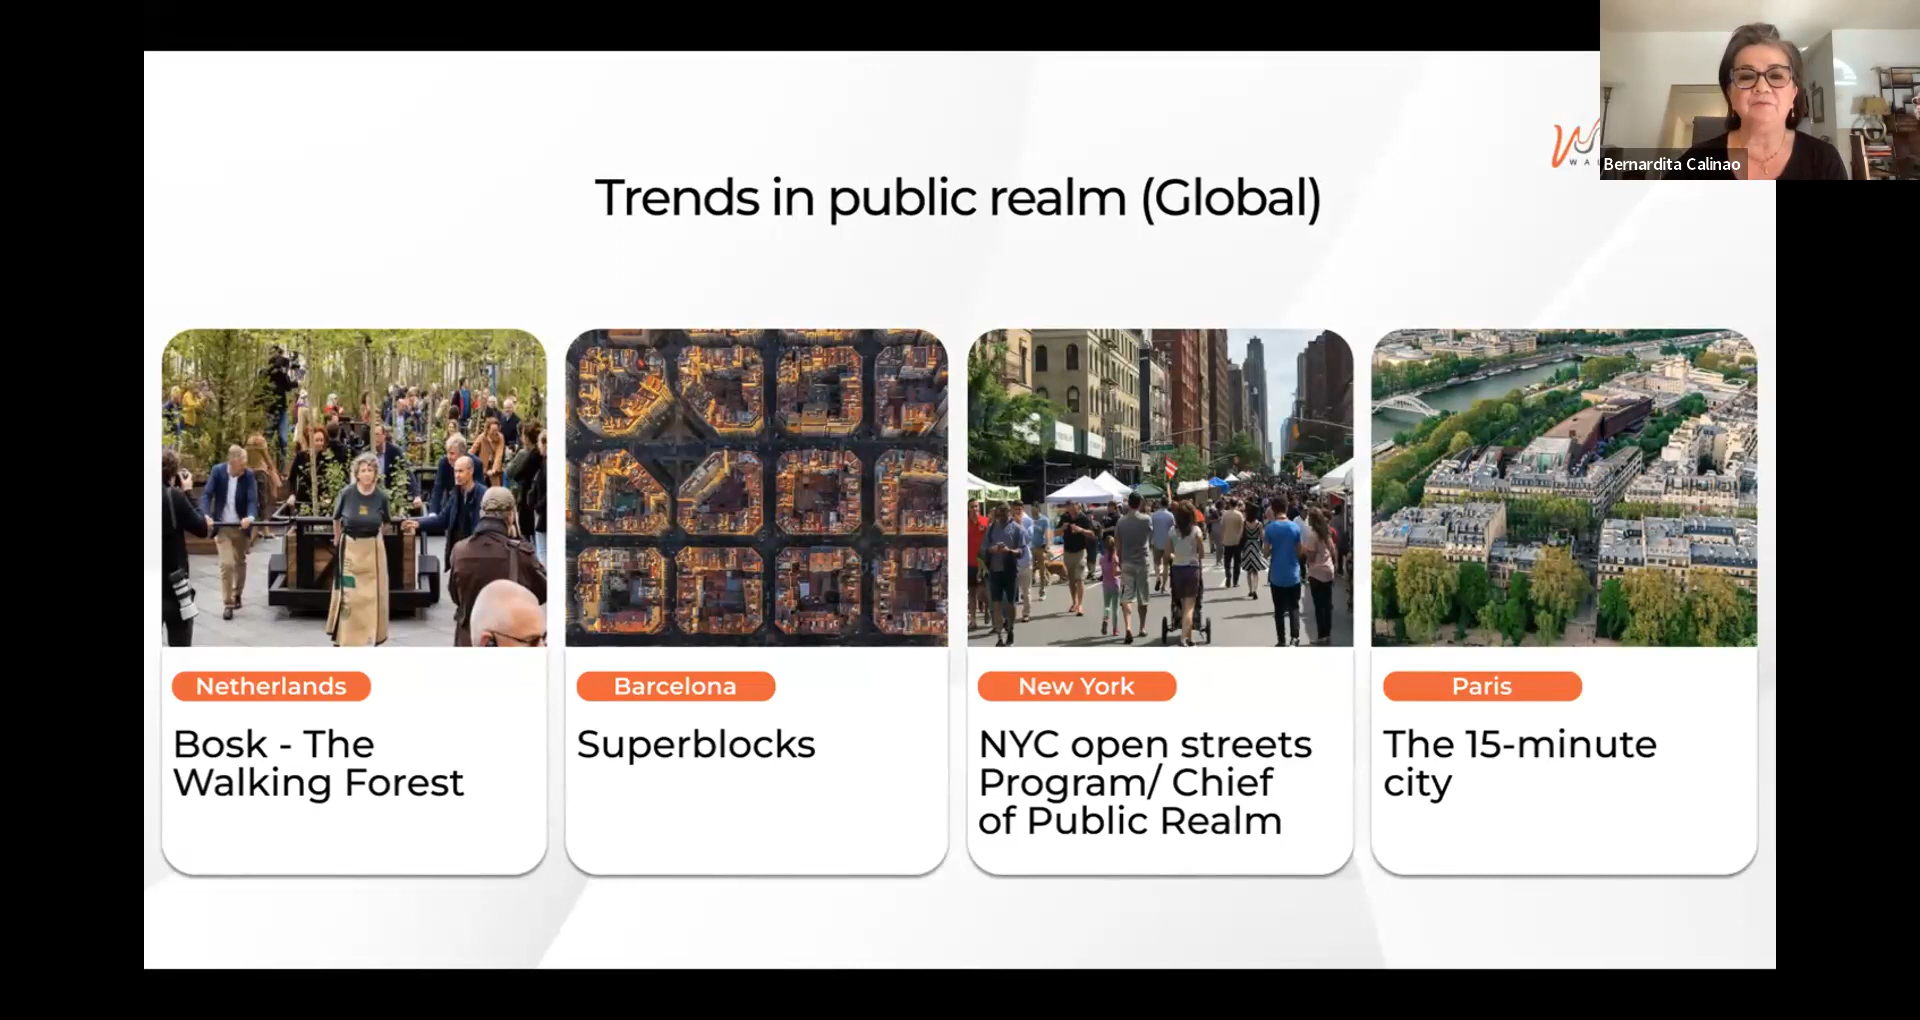 Trends in public realm (Global)
Bernardita Calinao
Netherlands
Bosk - The
Walking Forest
Barcelona
Superblocks
New York
NYC open streets
Program/ Chief
of Public Realm
Paris
The 15-minute
city